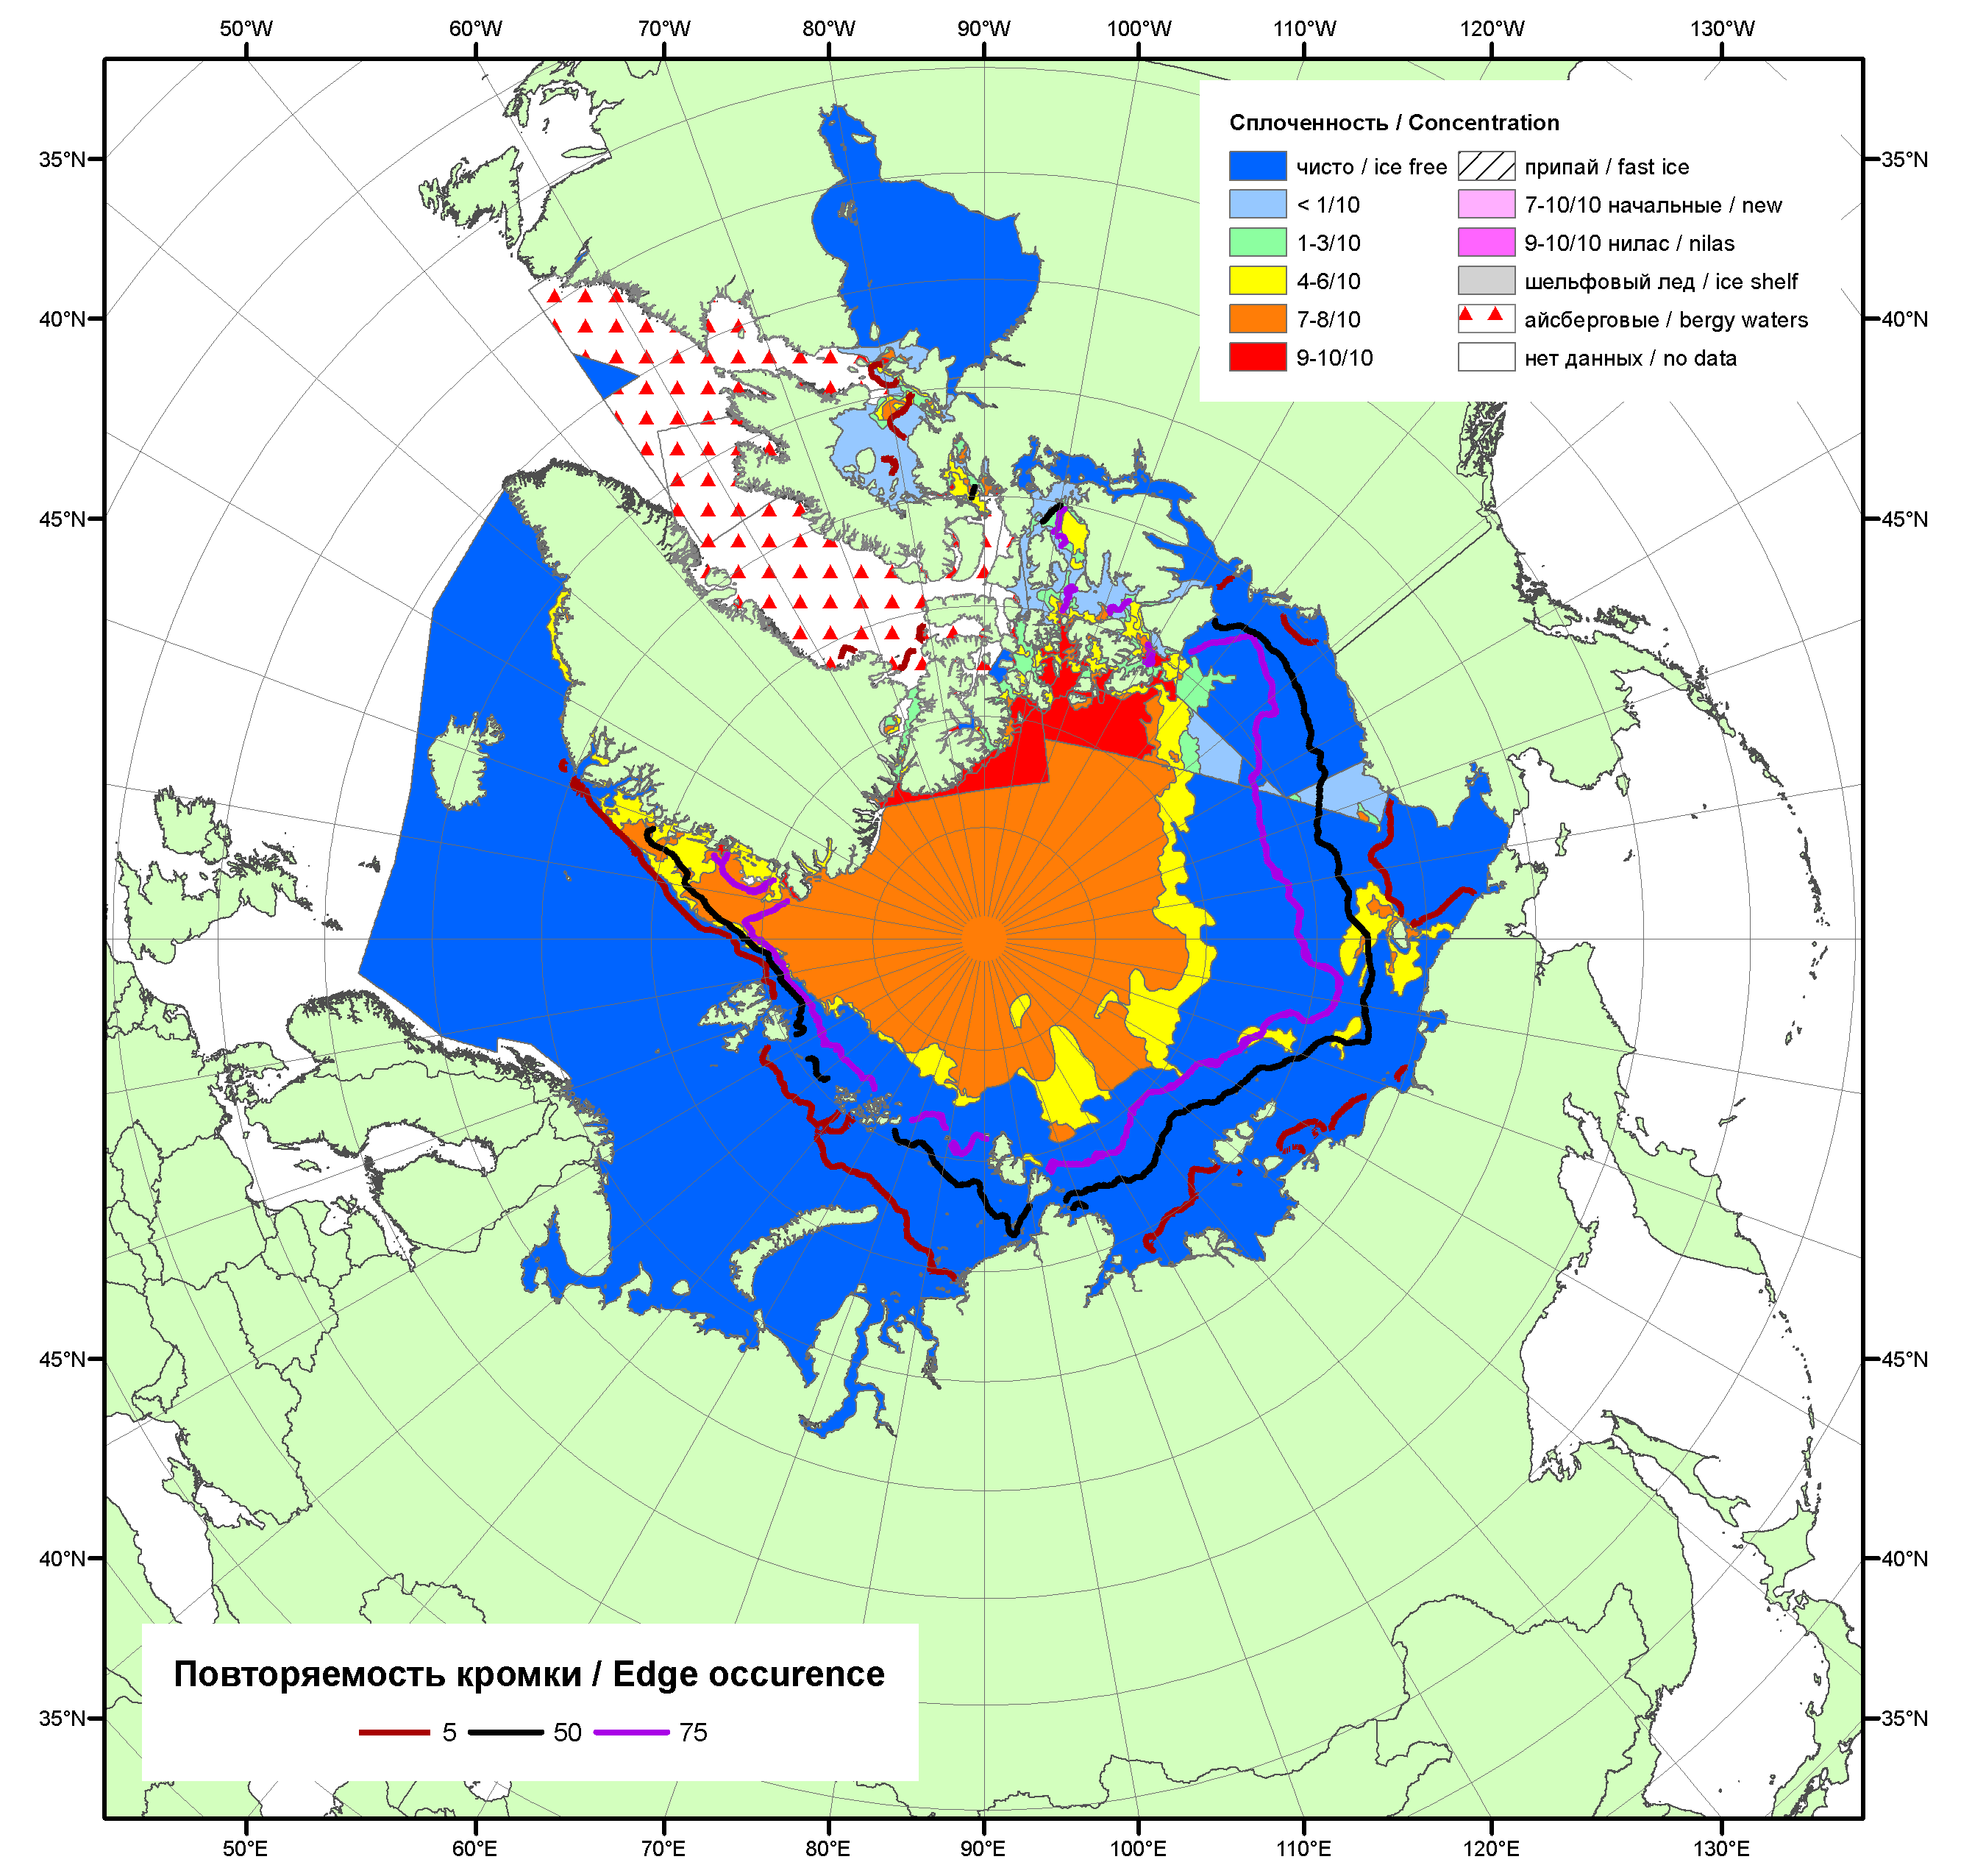 50°W 60°W 70°W 80°W 90°W 100°W 110°W 120°W 130°W
35°N 35°N
40°N 40°N
45°N 45°N
Сплоченность / Concentration
чисто / ice free
< 1/10
1-3/10
4-6/10
7-8/10
9-10/10
припай / fast ice
7-10/10 начальные / new
9-10/10 нилас / nilas
шельфовый лед / ice shelf
айсберговые / bergy waters
нет данных / no data
45°N 45°N
40°N 40°N
35°N 35°N
Повторяемость кромки / Edge occurence
5 50 75
50°E 60°E 70°E 80°E 90°E 100°E 110°E 120°E 130°E